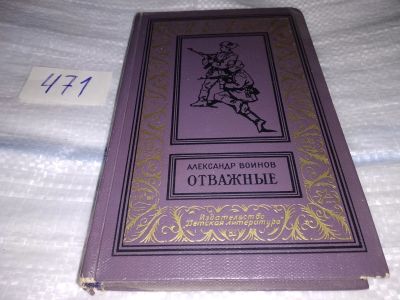 471
АЛЕКСАНДР ВОИНОВ
ОТВАЖНЫЕ
Издательство
"Детская литература"